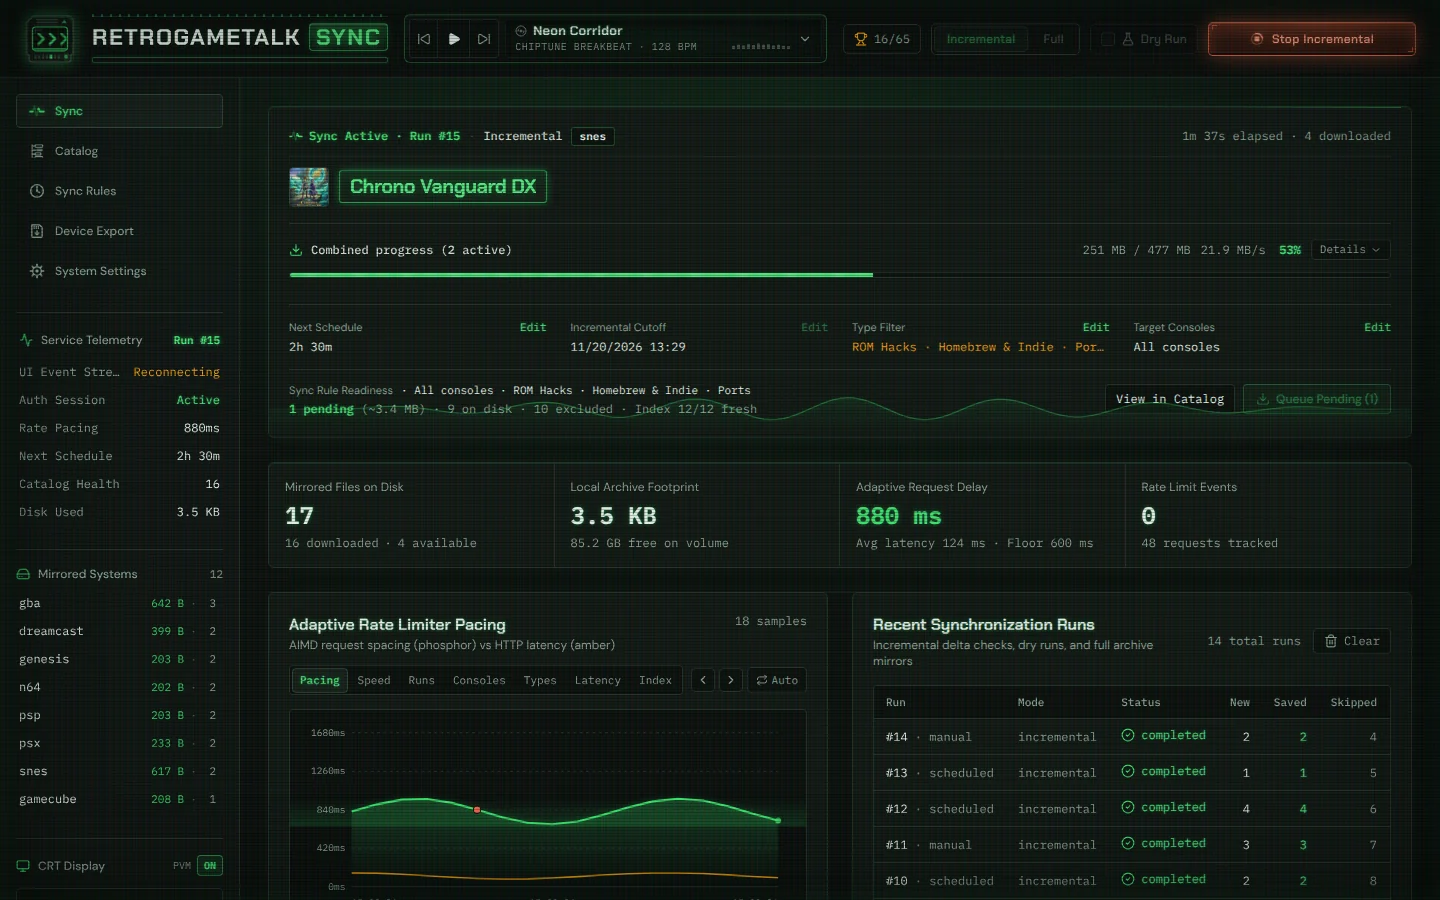 RETROGAMETALK SYNC
Neon Corridor
CHIPTUNE BREAKBEAT · 128 BPM
16/65
Incremental Full
Dry Run
Stop Incremental
Sync
Catalog
Sync Rules
Device Export
System Settings
Service Telemetry Run #15
UI Event Stre… Reconnecting
Auth Session Active
Rate Pacing 880ms
Next Schedule 2h 30m
Catalog Health 16
Disk Used 3.5 KB
Mirrored Systems 12
gba 642 B · 3
dreamcast 399 B · 2
genesis 203 B · 2
n64 202 B · 2
psp 203 B · 2
psx 233 B · 2
snes 617 B · 2
gamecube 208 B · 1
CRT Display PVM ON
Sync Active · Run #15 · Incremental snes
1m 37s elapsed · 4 downloaded
Chrono Vanguard DX
Combined progress (2 active)
251 MB / 477 MB 21.9 MB/s 53% Details
Next Schedule Edit
2h 30m
Incremental Cutoff Edit
11/20/2026 13:29
Type Filter Edit
ROM Hacks · Homebrew & Indie · Por…
Target Consoles Edit
All consoles
Sync Rule Readiness · All consoles · ROM Hacks · Homebrew & Indie · Ports
1 pending (~3.4 MB) · 9 on disk · 10 excluded · Index 12/12 fresh
View in Catalog
Queue Pending (1)
Mirrored Files on Disk
17
16 downloaded · 4 available
Local Archive Footprint
3.5 KB
85.2 GB free on volume
Adaptive Request Delay
880 ms
Avg latency 124 ms · Floor 600 ms
Rate Limit Events
0
48 requests tracked
Adaptive Rate Limiter Pacing
18 samples
AIMD request spacing (phosphor) vs HTTP latency (amber)
Pacing Speed Runs Consoles Types Latency Index
Auto
1680ms
1260ms
840ms
420ms
0ms
Recent Synchronization Runs
Incremental delta checks, dry runs, and full archive
mirrors
14 total runs
Clear
Run Mode Status New Saved Skipped
#14 · manual incremental completed 2 2 4
#13 · scheduled incremental completed 1 1 5
#12 · scheduled incremental completed 4 4 6
#11 · manual incremental completed 3 3 7
#10 · scheduled incremental completed 2 2 8